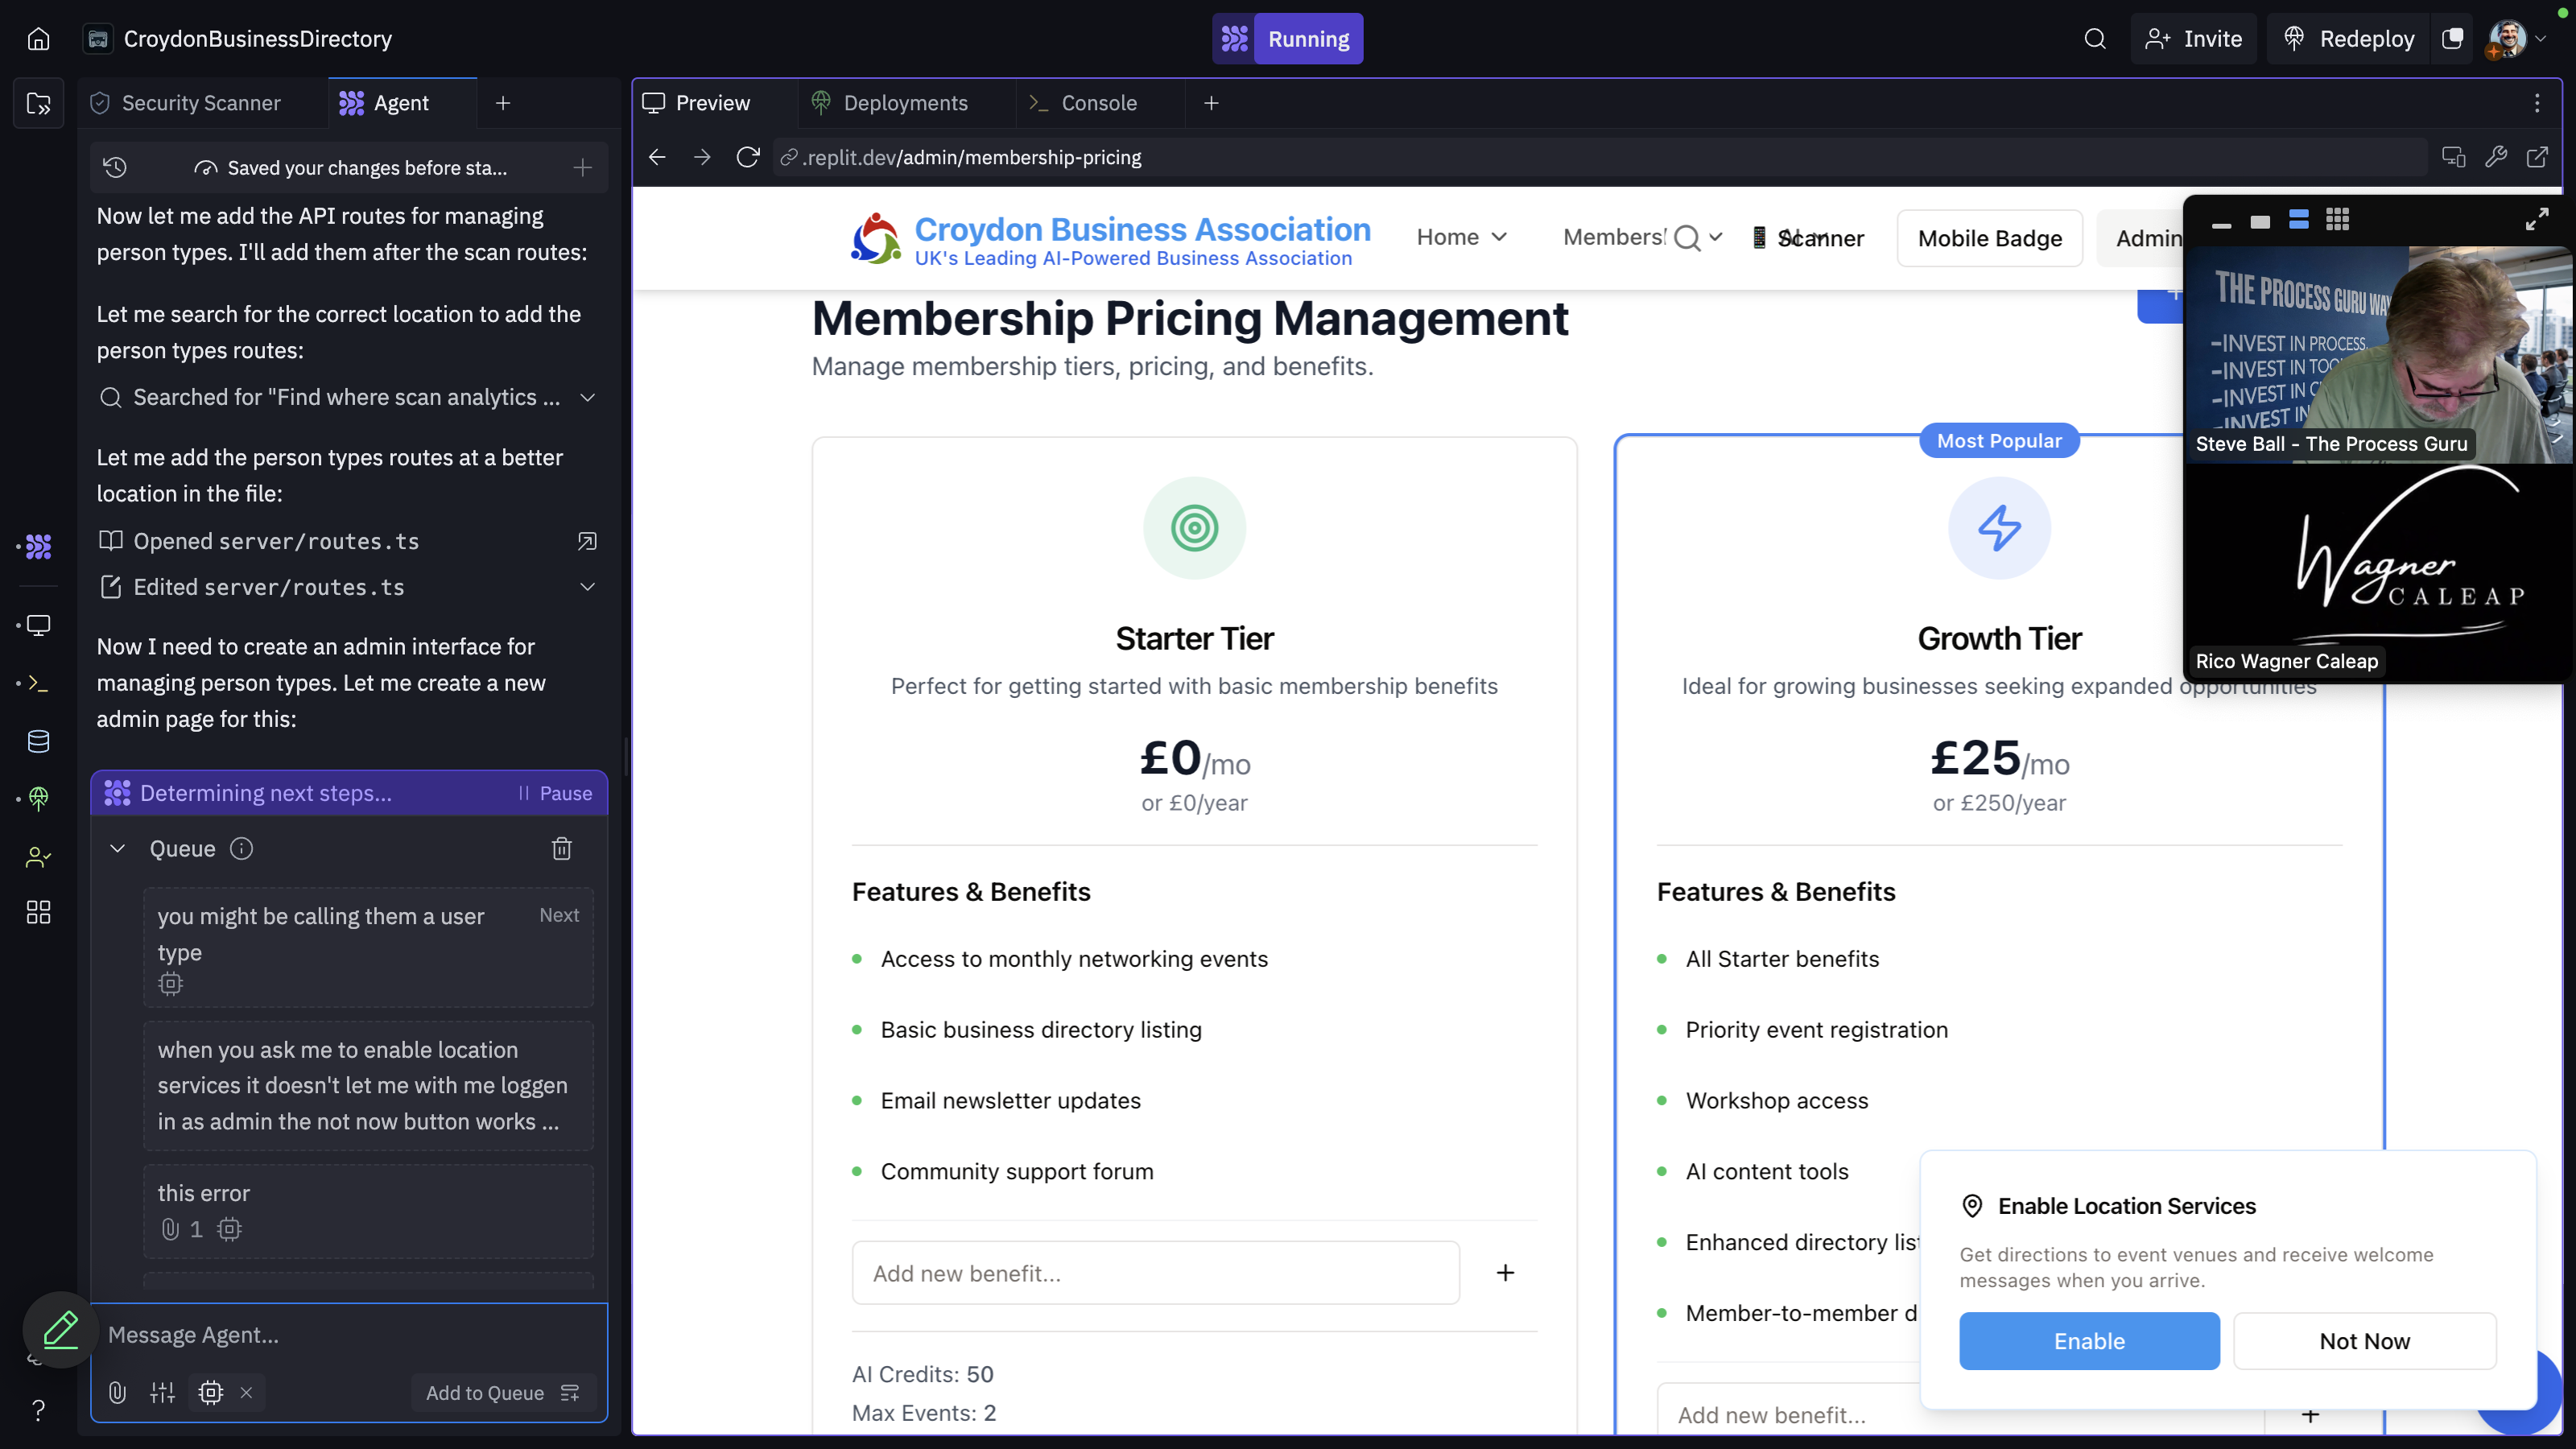 CroydonBusinessDirectory
Running
Invite
Redeploy
Security Scanner
Agent
Saved your changes before sta...
Now let me add the API routes for managing
person types. I'll add them after the scan routes:
Let me search for the correct location to add the
person types routes:
Searched for "Find where scan analytics ...
Let me add the person types routes at a better
location in the file:
Opened server/routes.ts
Edited server/routes.ts
Now I need to create an admin interface for
managing person types. Let me create a new
admin page for this:
Determining next steps...
Pause
Queue
you might be calling them a user
type
Next
when you ask me to enable location
services it doesn't let me with me loggen
in as admin the not now button works ...
this error
1
Message Agent...
Add to Queue
Preview
Deployments
Console
.replit.dev/admin/membership-pricing
Croydon Business Association
UK's Leading AI-Powered Business Association
Home
Members
Scanner
Mobile Badge
Admin
Membership Pricing Management
Manage membership tiers, pricing, and benefits.
Starter Tier
Perfect for getting started with basic membership benefits
£0/mo
or £0/year
Features & Benefits
Access to monthly networking events
Basic business directory listing
Email newsletter updates
Community support forum
Add new benefit...
AI Credits: 50
Max Events: 2
Most Popular
Growth Tier
Ideal for growing businesses seeking expanded opportunities
£25/mo
or £250/year
Features & Benefits
All Starter benefits
Priority event registration
Workshop access
AI content tools
Enhanced directory
Member-to-member
Add new benefit...
Enable Location Services
Get directions to event venues and receive welcome
messages when you arrive.
Enable
Not Now
THE PROCESS GURU WAY
-INVEST IN PROCESS
-INVEST IN
-INVEST IN
-INVEST IN
Steve Ball - The Process Guru
Wagner
CALEAP
Rico Wagner Caleap